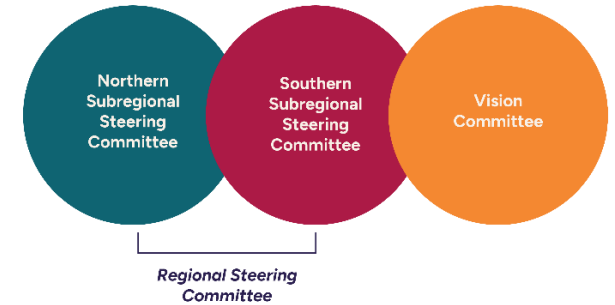 Northern
Subregional
Steering
Committee
Southern
Subregional
Steering
Committee
Vision
Committee
Regional Steering
Committee